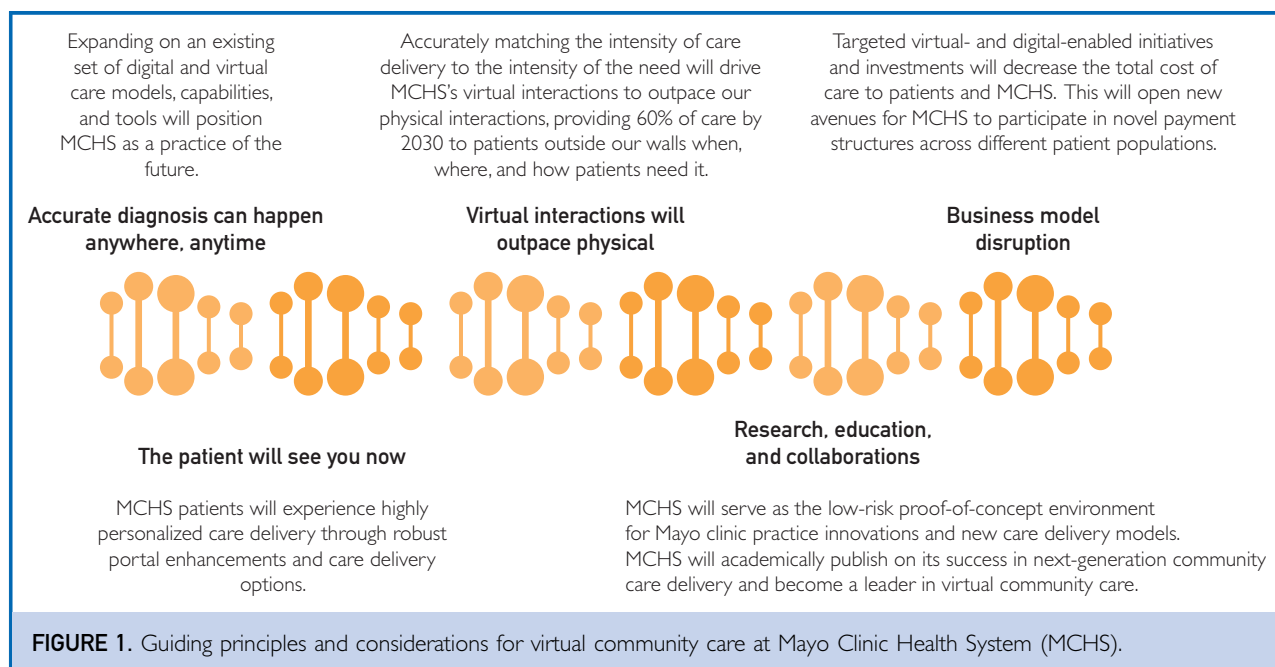 Expanding on an existing
set of digital and virtual
care models, capabilities,
and tools will position
MCHS as a practice of the
future.
Accurate diagnosis can happen
anywhere, anytime
Accurately matching the intensity of care
delivery to the intensity of the need will drive
MCHS's virtual interactions to outpace our
physical interactions, providing 60% of care by
2030 to patients outside our walls when,
where, and how patients need it.
Virtual interactions will
outpace physical
Targeted virtual- and digital-enabled initiatives
and investments will decrease the total cost of
care to patients and MCHS. This will open new
avenues for MCHS to participate in novel payment
structures across different patient populations.
Business model
disruption
The patient will see you now
MCHS patients will experience highly
personalized care delivery through robust
portal enhancements and care delivery
options.
Research, education,
and collaborations
MCHS will serve as the low-risk proof-of-concept environment
for Mayo clinic practice innovations and new care delivery models.
MCHS will academically publish on its success in next-generation community
care delivery and become a leader in virtual community care.
FIGURE 1. Guiding principles and considerations for virtual community care at Mayo Clinic Health System (MCHS).